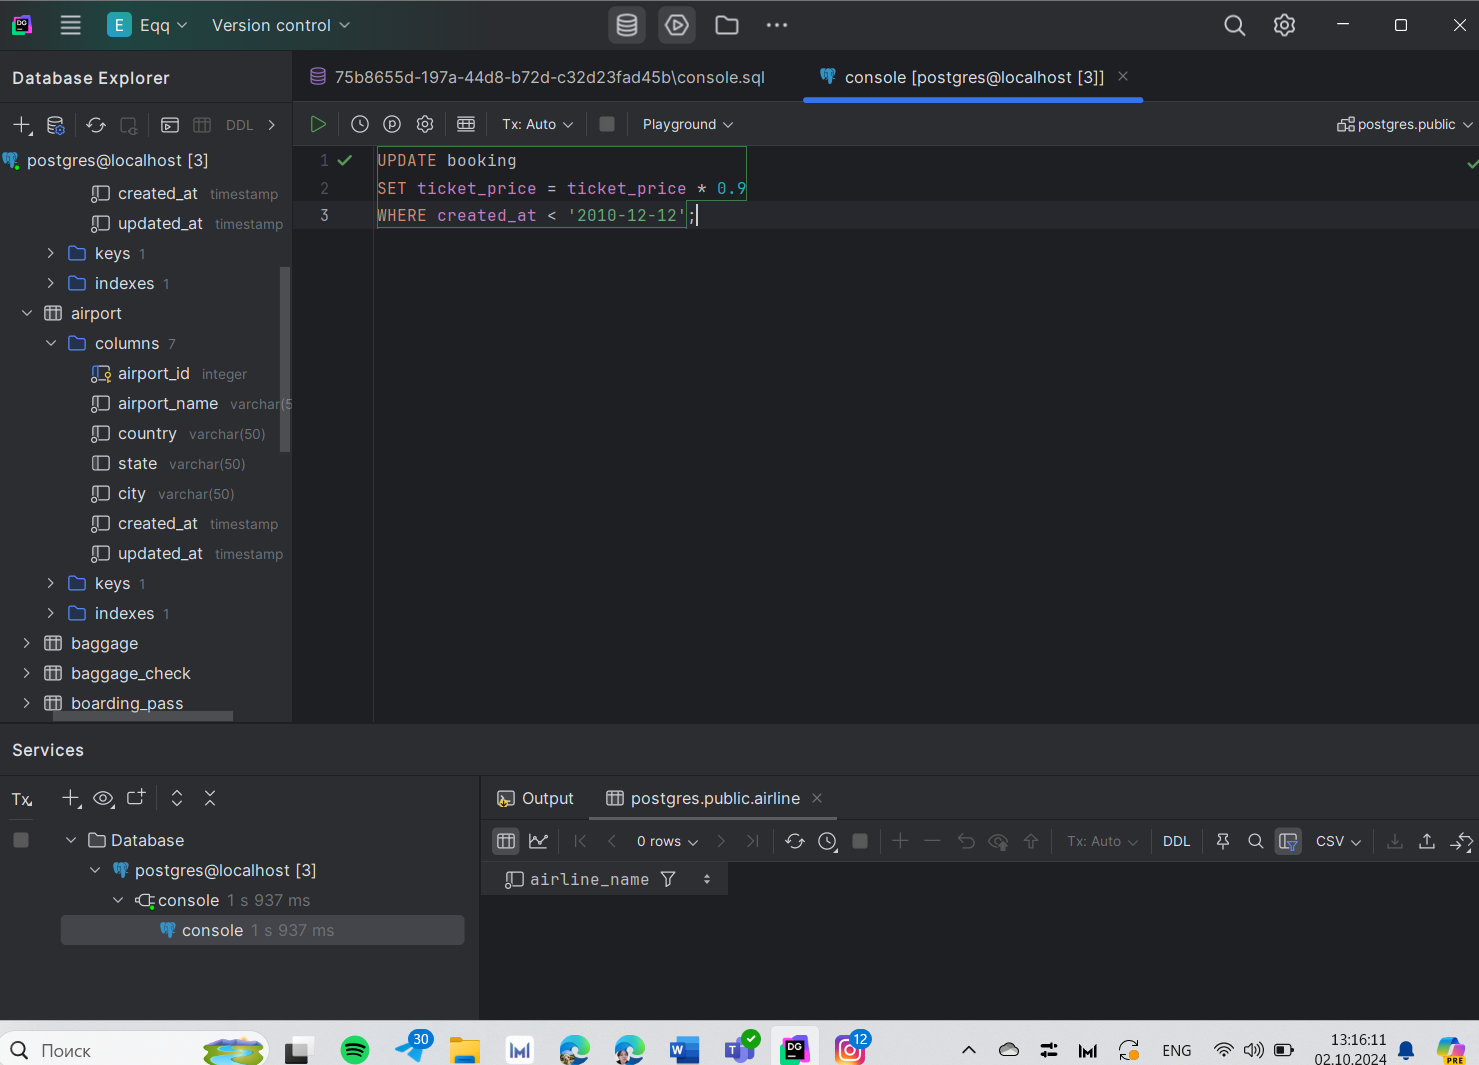 E Eqq Version control
Database Explorer
75b8655d-197a-44d8-b72d-c32d23fad45b\console.sql
console [postgres@localhost [3]]
DDL
Tx: Auto
Playground
postgres.public
postgres@localhost [3]
created_at timestamp
updated_at timestamp
keys 1
indexes 1
airport
columns 7
airport_id integer
airport_name varchar(5
country varchar(50)
state varchar(50)
city varchar(50)
created_at timestamp
updated_at timestamp
keys 1
indexes 1
baggage
baggage_check
boarding_pass
1 UPDATE booking
2 SET ticket_price = ticket_price * 0.9
3 WHERE created_at < '2010-12-12';
Services
Tx
Database
postgres@localhost [3]
console 1 s 937 ms
console 1 s 937 ms
Output
postgres.public.airline
0 rows
Tx: Auto
DDL
CSV
airline_name
Поиск
30
W
T
DG
12
ENG
13:16:11
02.10.2024
PRE